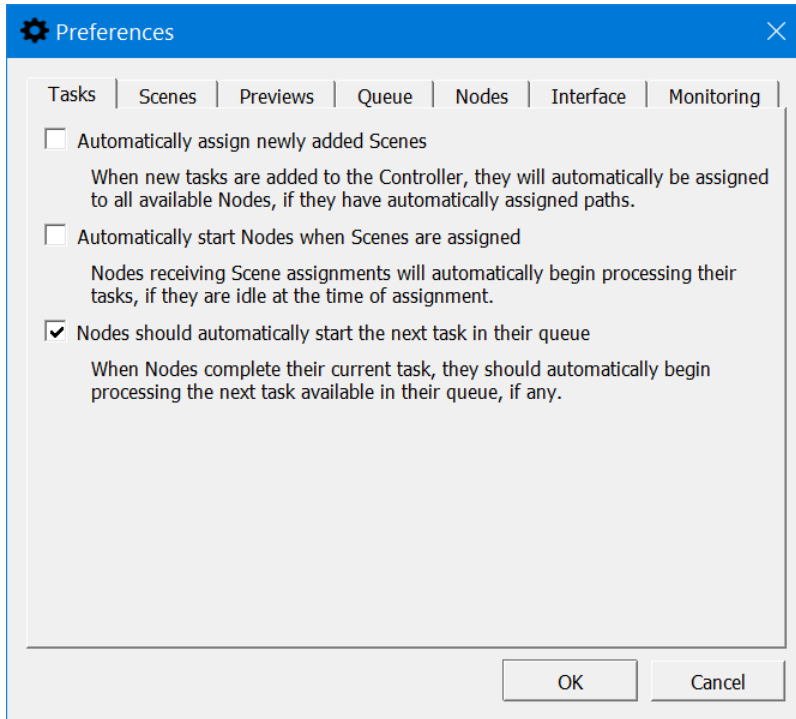 Preferences
Tasks Scenes Previews Queue Nodes Interface Monitoring
Automatically assign newly added Scenes
When new tasks are added to the Controller, they will automatically be assigned
to all available Nodes, if they have automatically assigned paths.
Automatically start Nodes when Scenes are assigned
Nodes receiving Scene assignments will automatically begin processing their
tasks, if they are idle at the time of assignment.
Nodes should automatically start the next task in their queue
When Nodes complete their current task, they should automatically begin
processing the next task available in their queue, if any.
OK Cancel